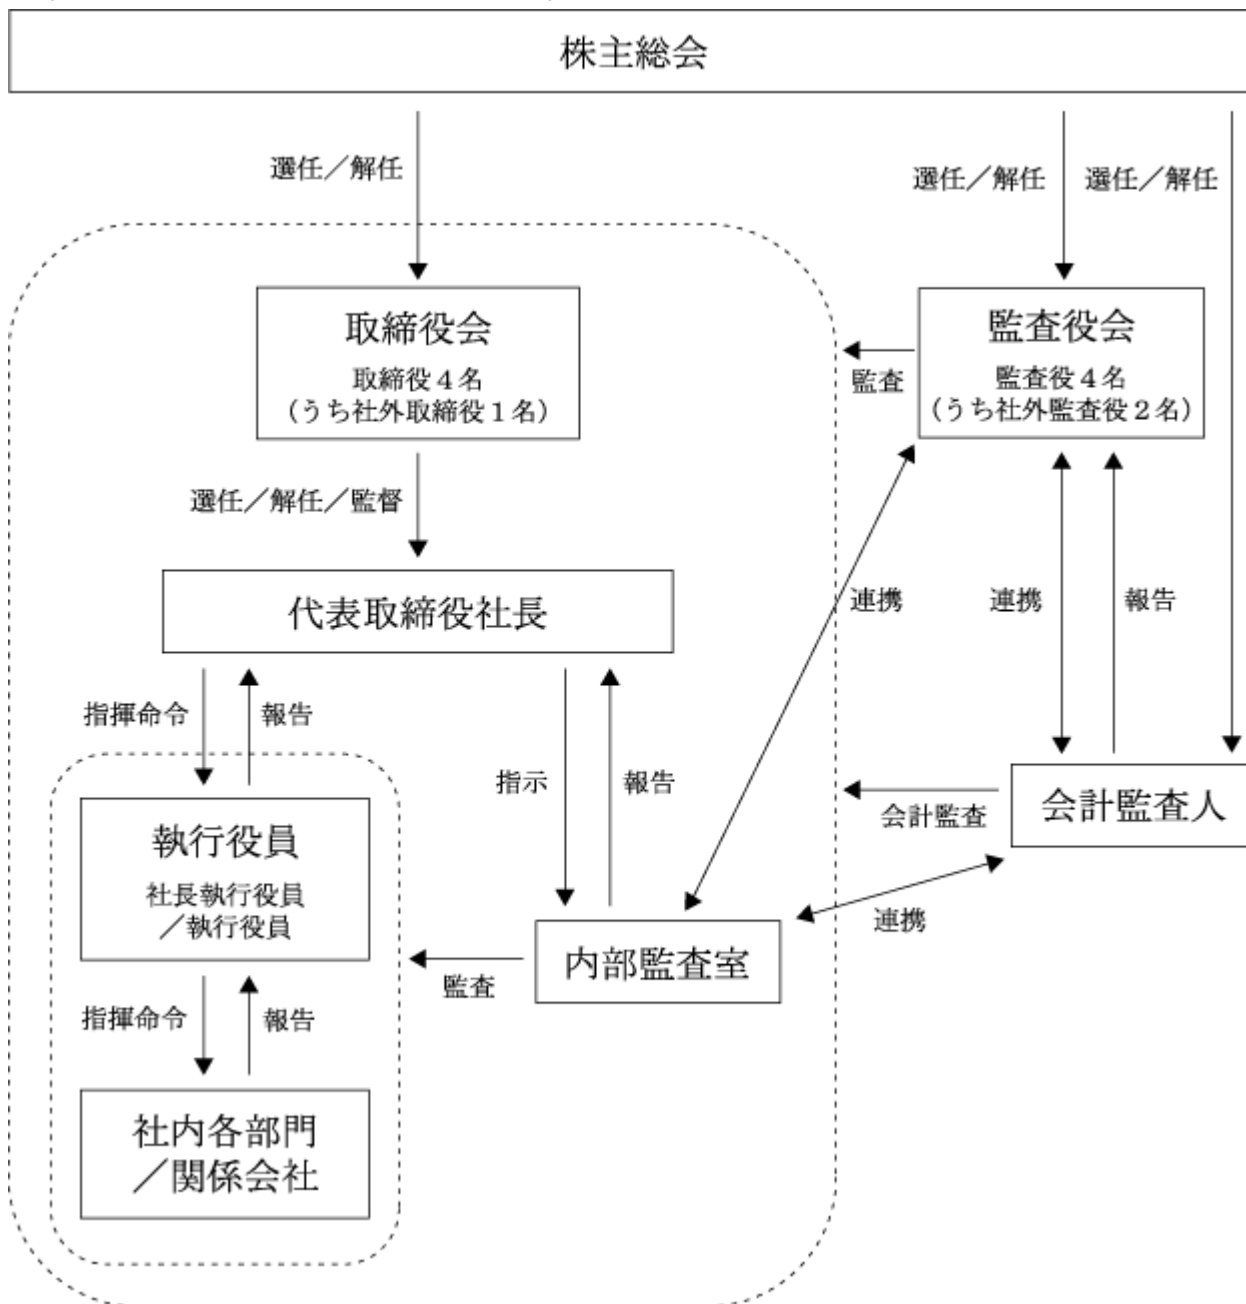 株主総会
選任／解任
選任／解任
選任／解任
取締役会
取締役４名
（うち社外取締役１名）
監査役会
監査役４名
（うち社外監査役２名）
監査
選任／解任／監督
代表取締役社長
連携
連携
報告
指揮命令
報告
指示
報告
会計監査人
会計監査
執行役員
社長執行役員
／執行役員
連携
内部監査室
監査
指揮命令
報告
社内各部門
／関係会社